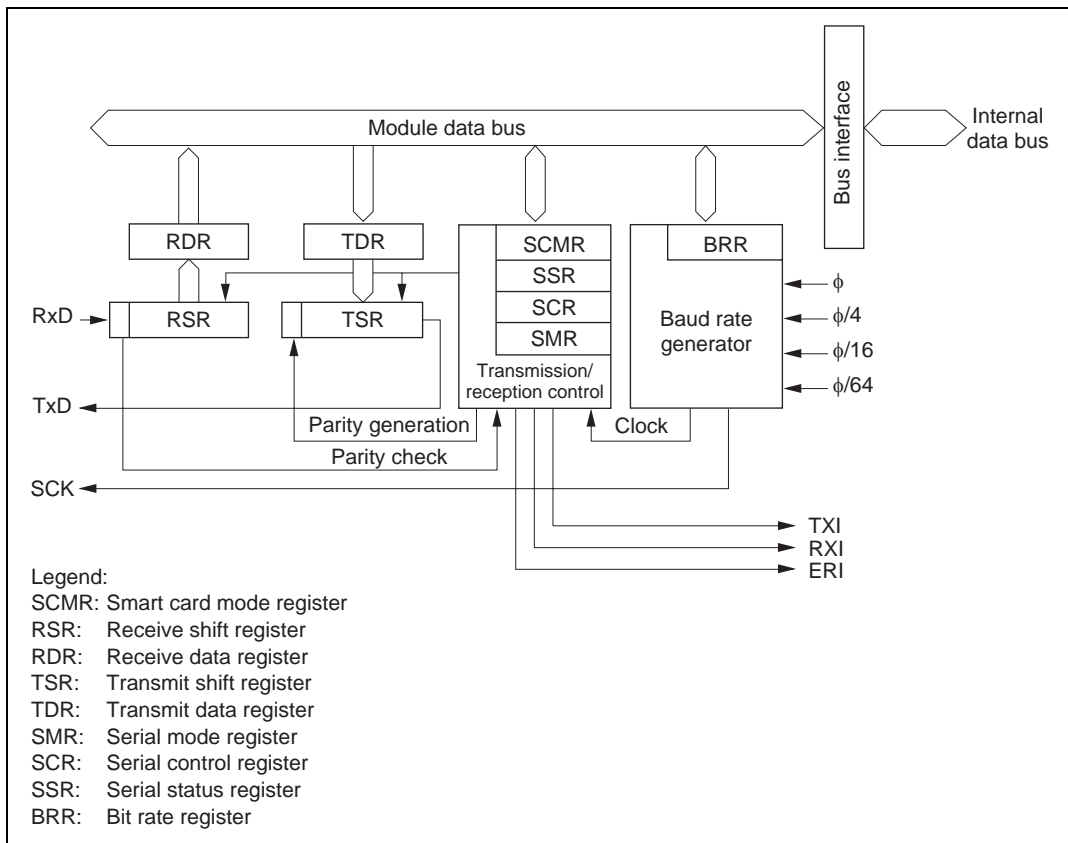 Module data bus
Bus interface
Internal
data bus
RDR
TDR
SCMR
BRR
SSR
SCR
SMR
RxD
RSR
TSR
Baud rate
generator
ϕ
ϕ/4
ϕ/16
ϕ/64
Transmission/
reception control
TxD
Parity generation
Clock
Parity check
SCK
TXI
RXI
ERI
Legend:
SCMR: Smart card mode register
RSR: Receive shift register
RDR: Receive data register
TSR: Transmit shift register
TDR: Transmit data register
SMR: Serial mode register
SCR: Serial control register
SSR: Serial status register
BRR: Bit rate register